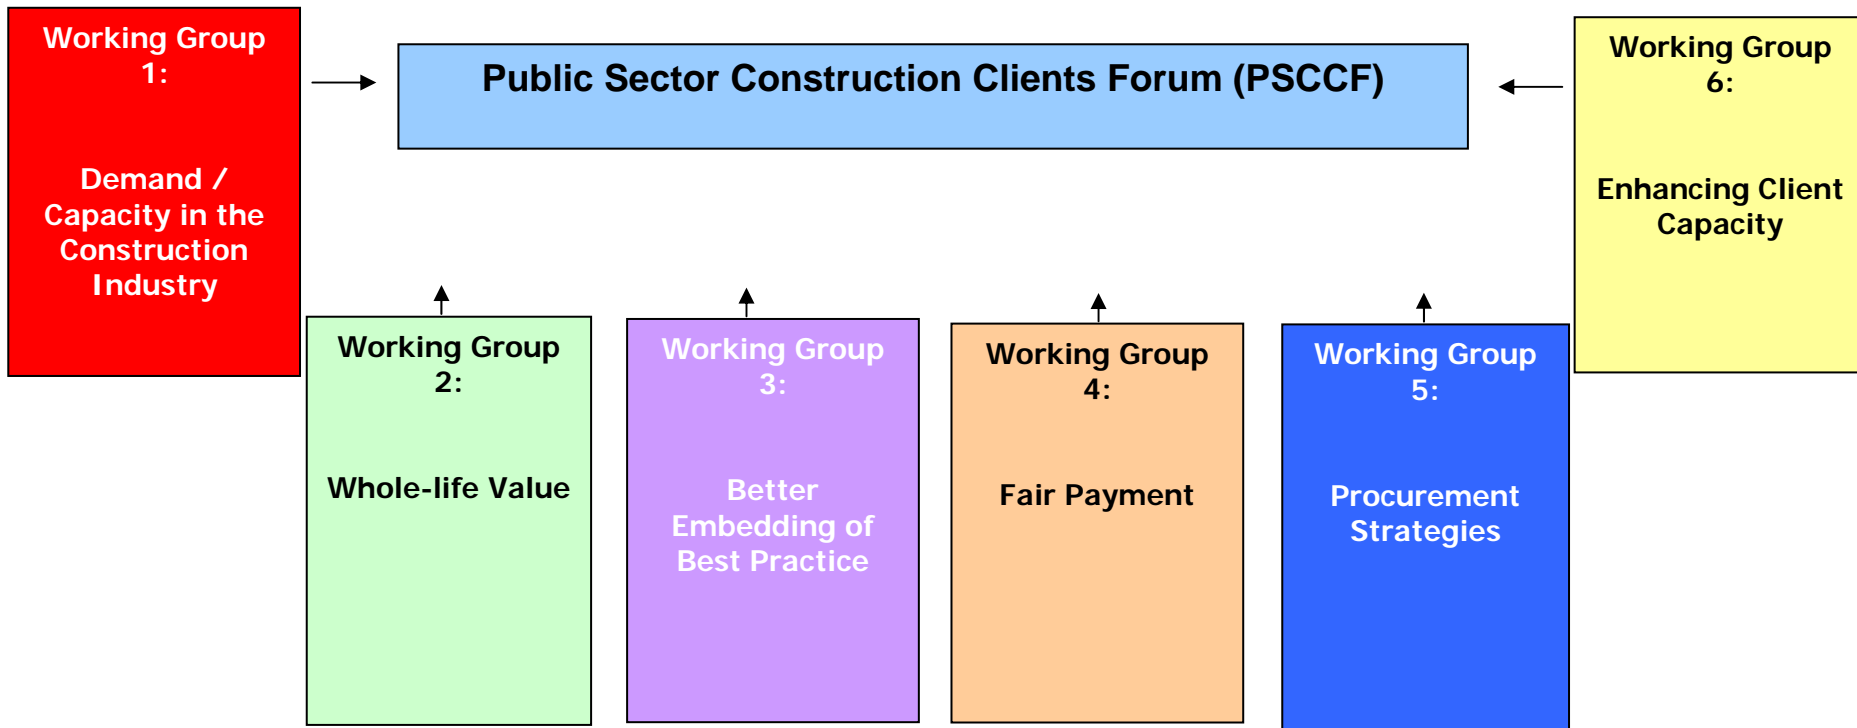 Working Group
1:
Demand /
Capacity in the
Construction
Industry
Public Sector Construction Clients Forum (PSCCF)
Working Group
6:
Enhancing Client
Capacity
Working Group
2:
Whole-life Value
Working Group
3:
Better
Embedding of
Best Practice
Working Group
4:
Fair Payment
Working Group
5:
Procurement
Strategies